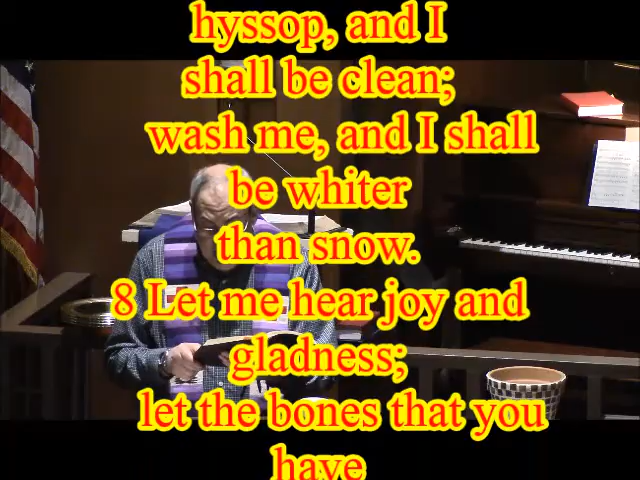 hyssop, and I
shall be clean;
wash me, and I shall
be whiter
than snow.
8 Let me hear joy and
gladness;
let the bones that you
have